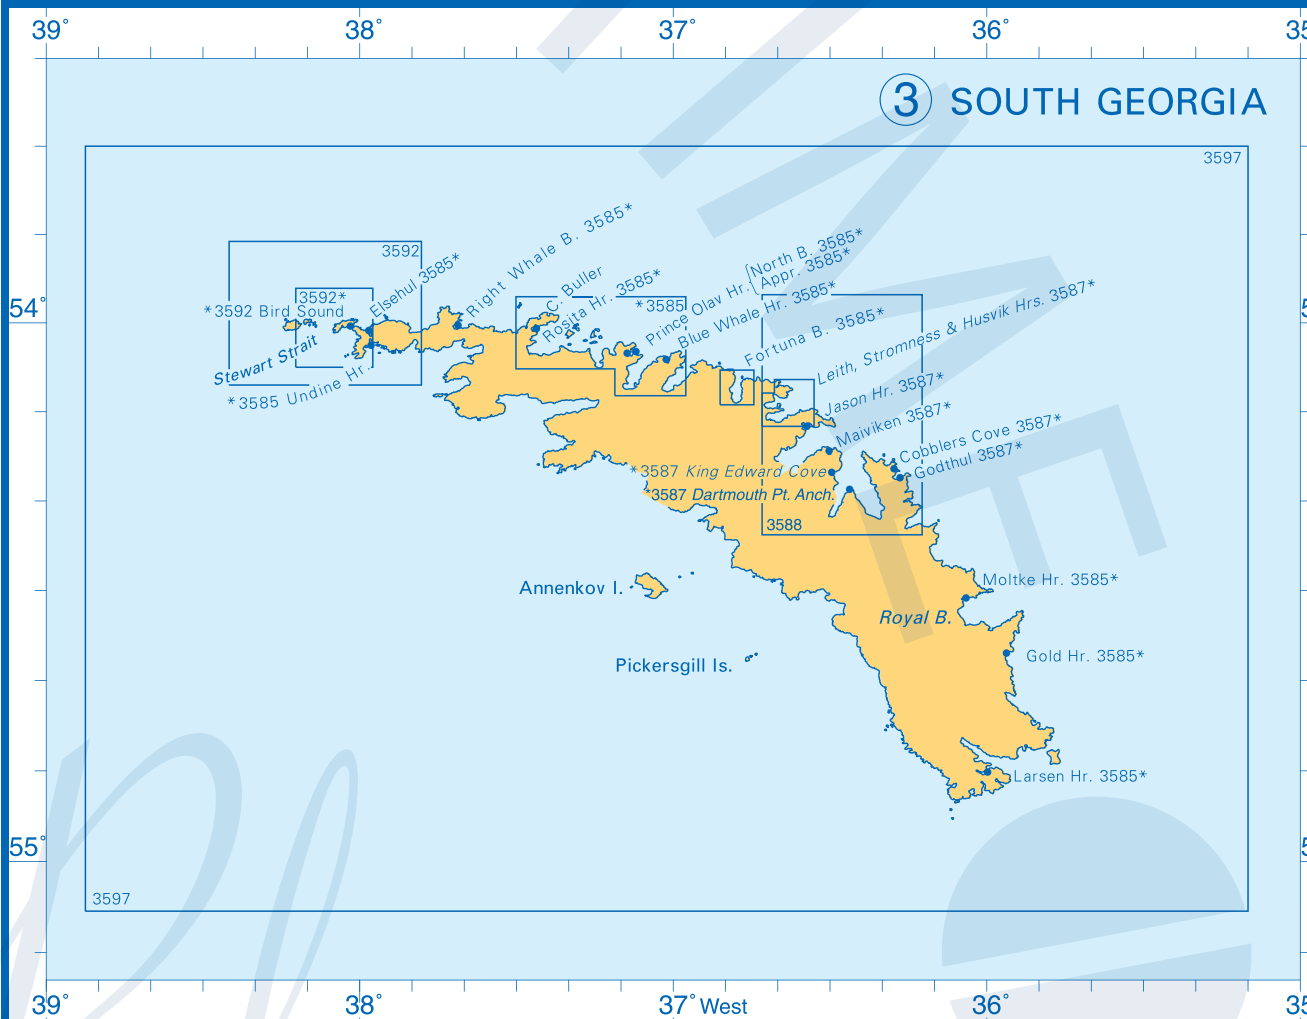 39° 38° 37° 36° 35
3 SOUTH GEORGIA
3597
Right Whale B. 3585*
North B. 3585*
Appr. 3585*
3592
Elsehul 3585*
C. Buller
Rosita Hr. 3585*
Prince Olav Hr.
Blue Whale Hr. 3585*
Leith, Stromness & Husvik Hrs. 3587*
54°
3592*
*3592 Bird Sound
*3585
Fortuna B. 3585*
Stewart Strait
*3585 Undine Hr.
Jason Hr. 3587*
Maiviken 3587*
Cobblers Cove 3587*
Godthul 3587*
*3587 King Edward Cove
*3587 Dartmouth Pt. Anch.
3588
Annenkov I.
Moltke Hr. 3585*
Royal B.
Gold Hr. 3585*
Pickersgill Is.
Larsen Hr. 3585*
55°
3597
39° 38° 37° West 36° 35